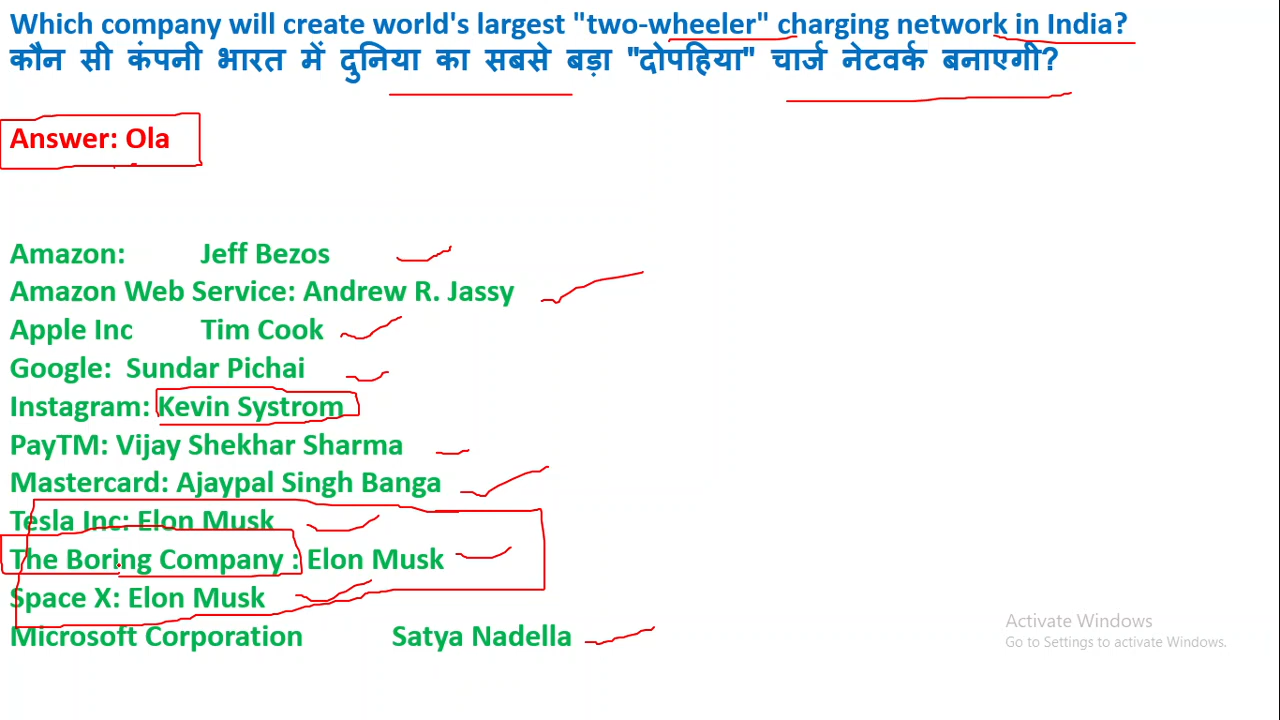 Which company will create world's largest "two-wheeler" charging network in India?
कौन सी कंपनी भारत में दुनिया का सबसे बड़ा "दोपहिया" चार्ज नेटवर्क बनाएगी?
Answer: Ola
Amazon: Jeff Bezos
Amazon Web Service: Andrew R. Jassy
Apple Inc Tim Cook
Google: Sundar Pichai
Instagram: Kevin Systrom
PayTM: Vijay Shekhar Sharma
Mastercard: Ajaypal Singh Banga
Tesla Inc: Elon Musk
The Boring Company : Elon Musk
Space X: Elon Musk
Microsoft Corporation Satya Nadella
Activate Windows
Go to Settings to activate Windows.